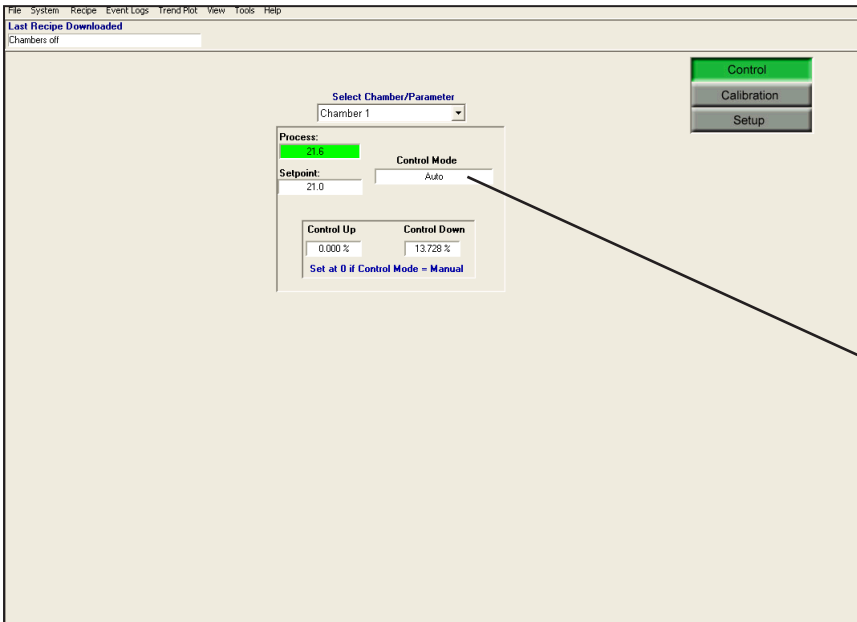 File System Recipe Event Logs Trend Plot View Tools Help
Last Recipe Downloaded
Chambers off
Control
Calibration
Setup
Select Chamber/Parameter
Chamber 1
Process:
21.6
Control Mode
Auto
Setpoint:
21.0
Control Up Control Down
0.000 % 13.728 %
Set at 0 if Control Mode = Manual